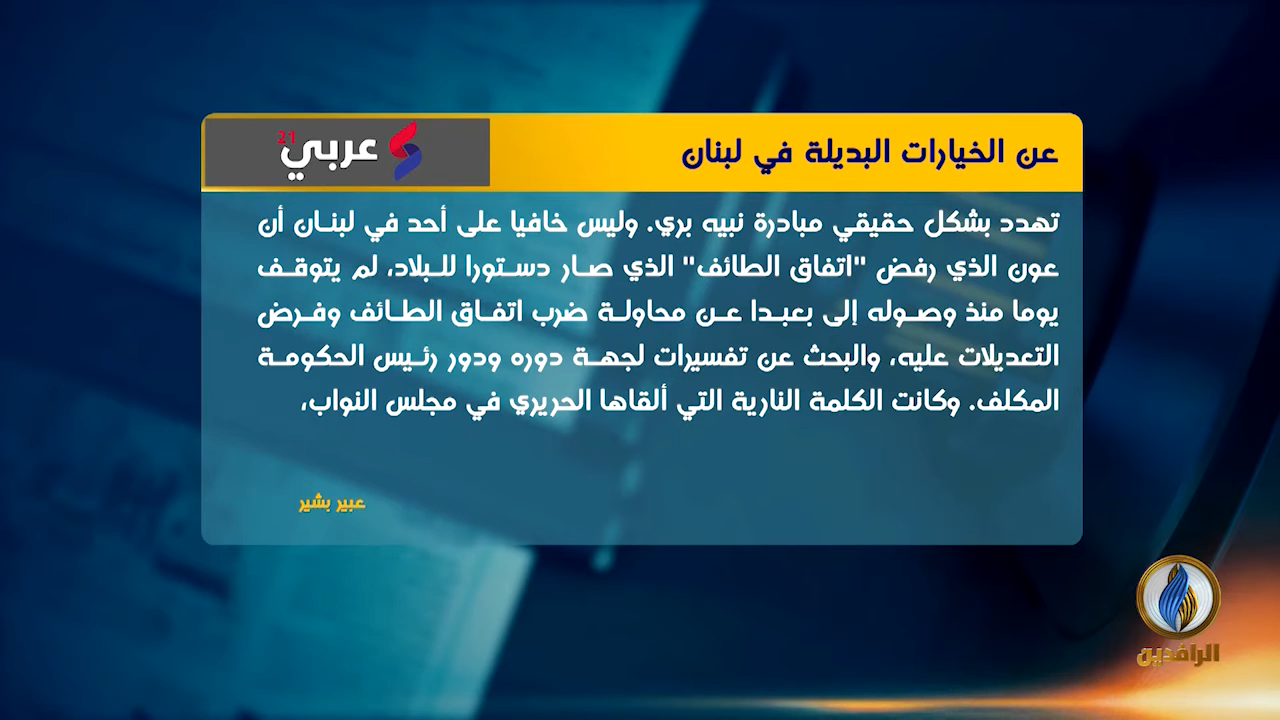 عن الخيارات البديلة في لبنان
عربي21
تهدد بشكل حقيقي مبادرة نبيه بري. وليس خافيا على أحد في لبنان أن
عون الذي رفض "اتفاق الطائف" الذي صار دستورا للبلاد، لم يتوقف
يوما منذ وصوله إلى بعبدا عن محاولة ضرب اتفاق الطائف وفرض
التعديلات عليه، والبحث عن تفسيرات لجهة دوره ودور رئيس الحكومة
المكلف. وكانت الكلمة النارية التي ألقاها الحريري في مجلس النواب،
عبير بشير
الرافدين